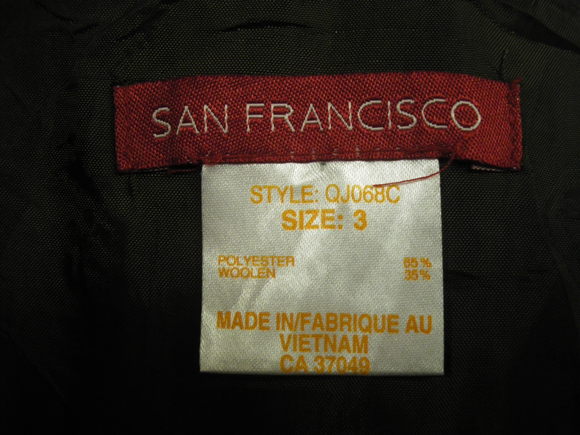 SAN FRANCISCO
STYLE: QJ068C
SIZE: 3
POLYESTER 65%
WOOLEN 35%
MADE IN/FABRIQUE AU
VIETNAM
CA 37049